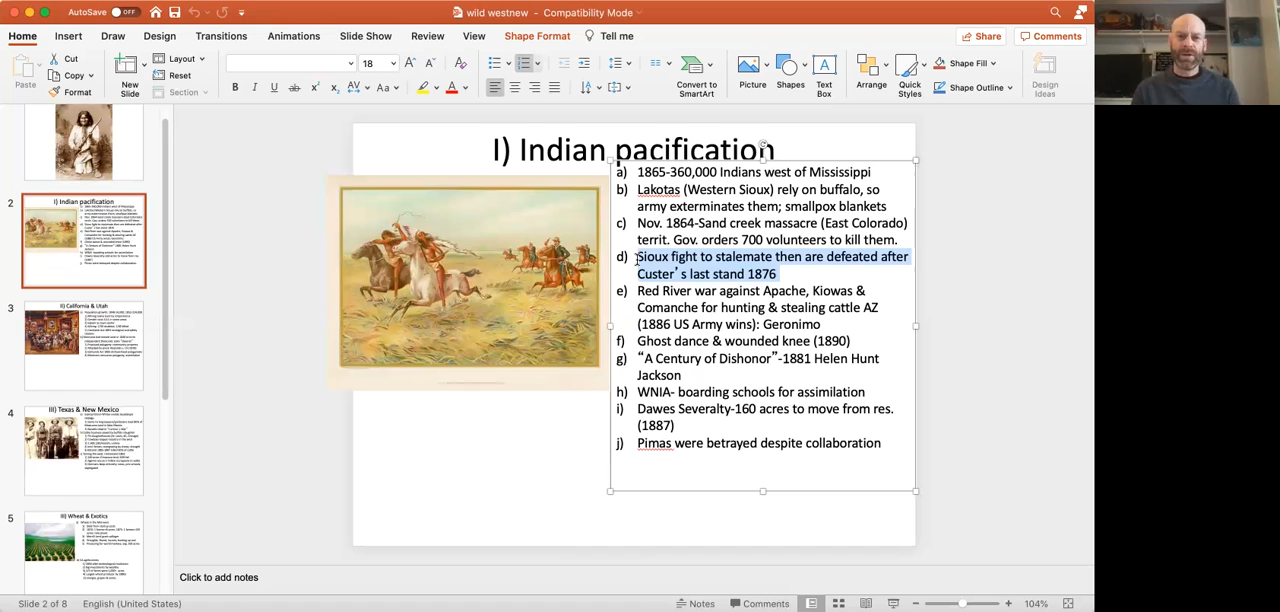 AutoSave OFF
wild westnew - Compatibility Mode
Home Insert Draw Design Transitions Animations Slide Show Review View Shape Format Tell me Share Comments
Paste Cut Copy Format New Slide Layout Reset Section 18 Convert to SmartArt Picture Shapes Text Box Arrange Quick Styles Shape Fill Shape Outline Design Ideas
2
I) Indian pacification
3
II) California & Utah
4
III) Texas & New Mexico
5
III) Wheat & Exotics
I) Indian pacification
a) 1865-360,000 Indians west of Mississippi
b) Lakotas (Western Sioux) rely on buffalo, so
army exterminates them; smallpox blankets
c) Nov. 1864-Sand creek massacre (East Colorado)
territ. Gov. orders 700 volunteers to kill them.
d) Sioux fight to stalemate then are defeated after
Custer's last stand 1876
e) Red River war against Apache, Kiowas &
Comanche for hunting & stealing cattle AZ
(1886 US Army wins): Geronimo
f) Ghost dance & wounded knee (1890)
g) “A Century of Dishonor”-1881 Helen Hunt
Jackson
h) WNIA- boarding schools for assimilation
i) Dawes Severalty-160 acres to move from res.
(1887)
j) Pimas were betrayed despite collaboration
Click to add notes
Slide 2 of 8 English (United States) Notes Comments 104%